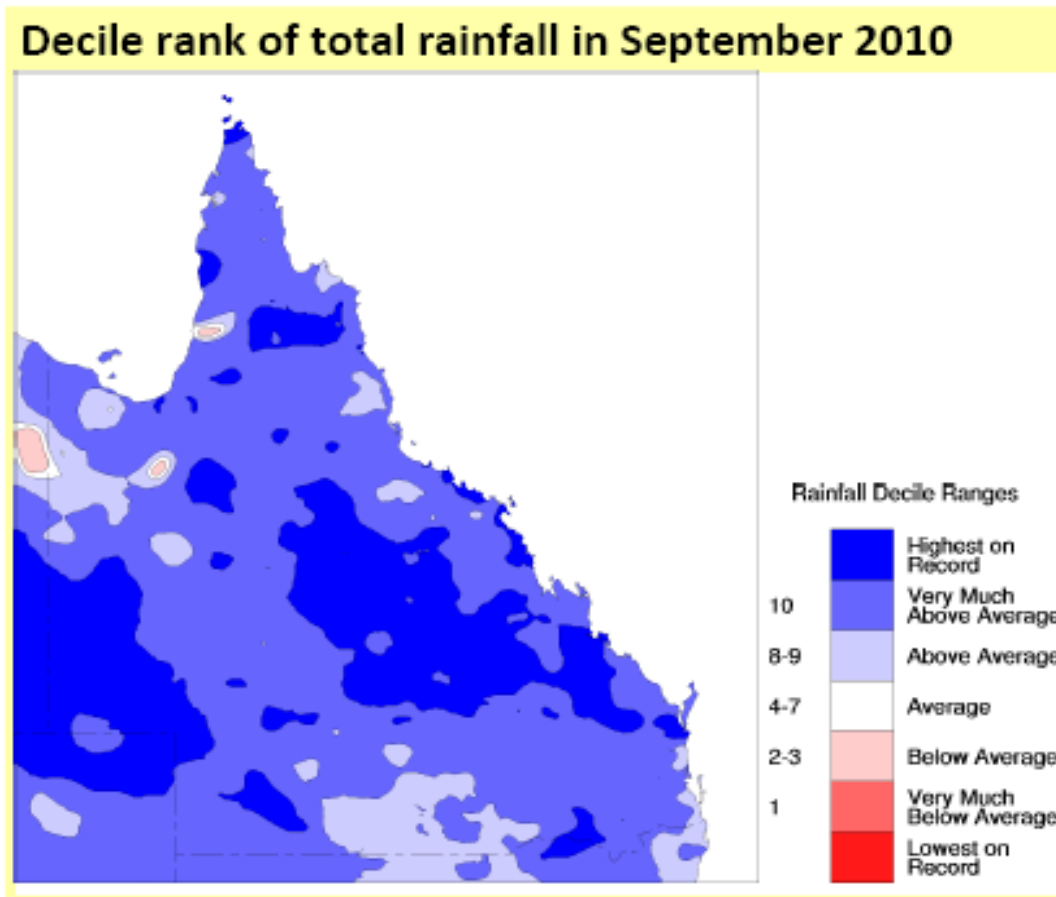 Decile rank of total rainfall in September 2010
Rainfall Decile Ranges
Highest on
Record
10
Very Much
Above Average
8-9
Above Average
4-7
Average
2-3
Below Average
1
Very Much
Below Average
Lowest on
Record